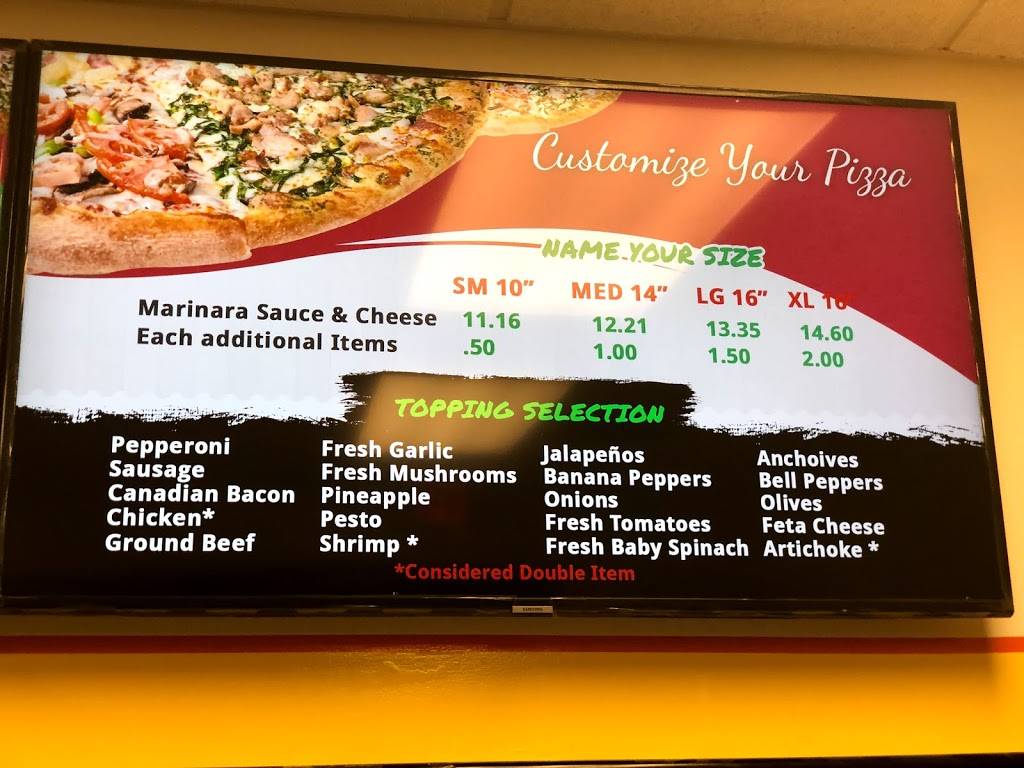 Customize Your Pizza
NAME YOUR SIZE
SM 10” MED 14” LG 16” XL
Marinara Sauce & Cheese 11.16 12.21 13.35 14.60
Each additional Items .50 1.00 1.50 2.00
TOPPING SELECTION
Pepperoni Fresh Garlic Jalapeños Anchoives
Sausage Fresh Mushrooms Banana Peppers Bell Peppers
Canadian Bacon Pineapple Onions Olives
Chicken* Pesto Fresh Tomatoes Feta Cheese
Ground Beef Shrimp * Fresh Baby Spinach Artichoke *
*Considered Double Item
SAMSUNG